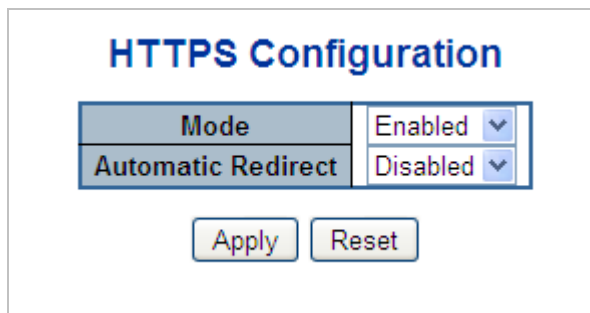 HTTPS Configuration
Mode Enabled
Automatic Redirect Disabled
Apply Reset